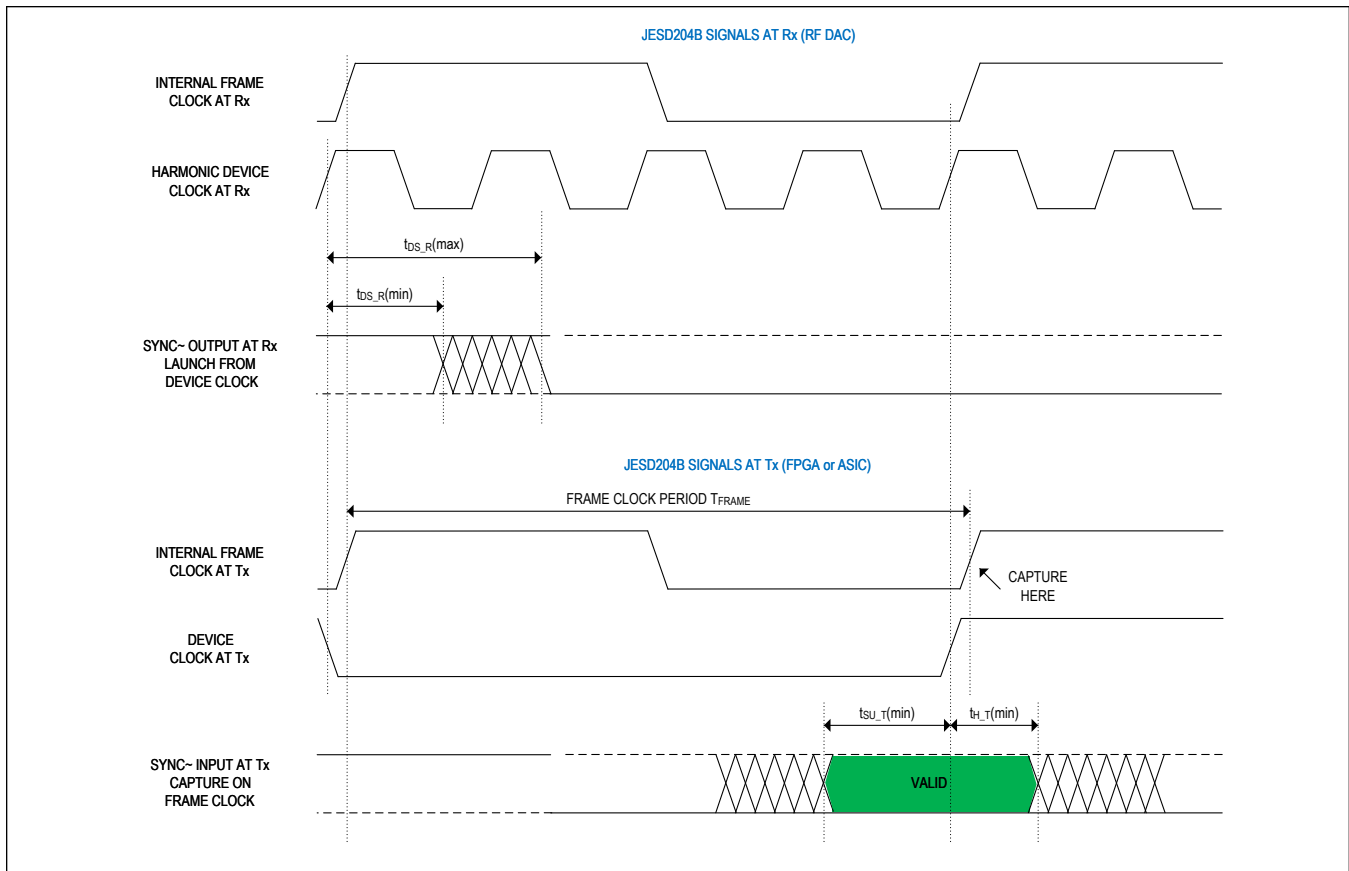 JESD204B SIGNALS AT Rx (RF DAC)
INTERNAL FRAME
CLOCK AT Rx
HARMONIC DEVICE
CLOCK AT Rx
tDS_R(max)
tDS_R(min)
SYNC~ OUTPUT AT Rx
LAUNCH FROM
DEVICE CLOCK
JESD204B SIGNALS AT Tx (FPGA or ASIC)
FRAME CLOCK PERIOD TFRAME
INTERNAL FRAME
CLOCK AT Tx
CAPTURE
HERE
DEVICE
CLOCK AT Tx
tSU_T(min)
tH_T(min)
SYNC~ INPUT AT Tx
CAPTURE ON
FRAME CLOCK
VALID